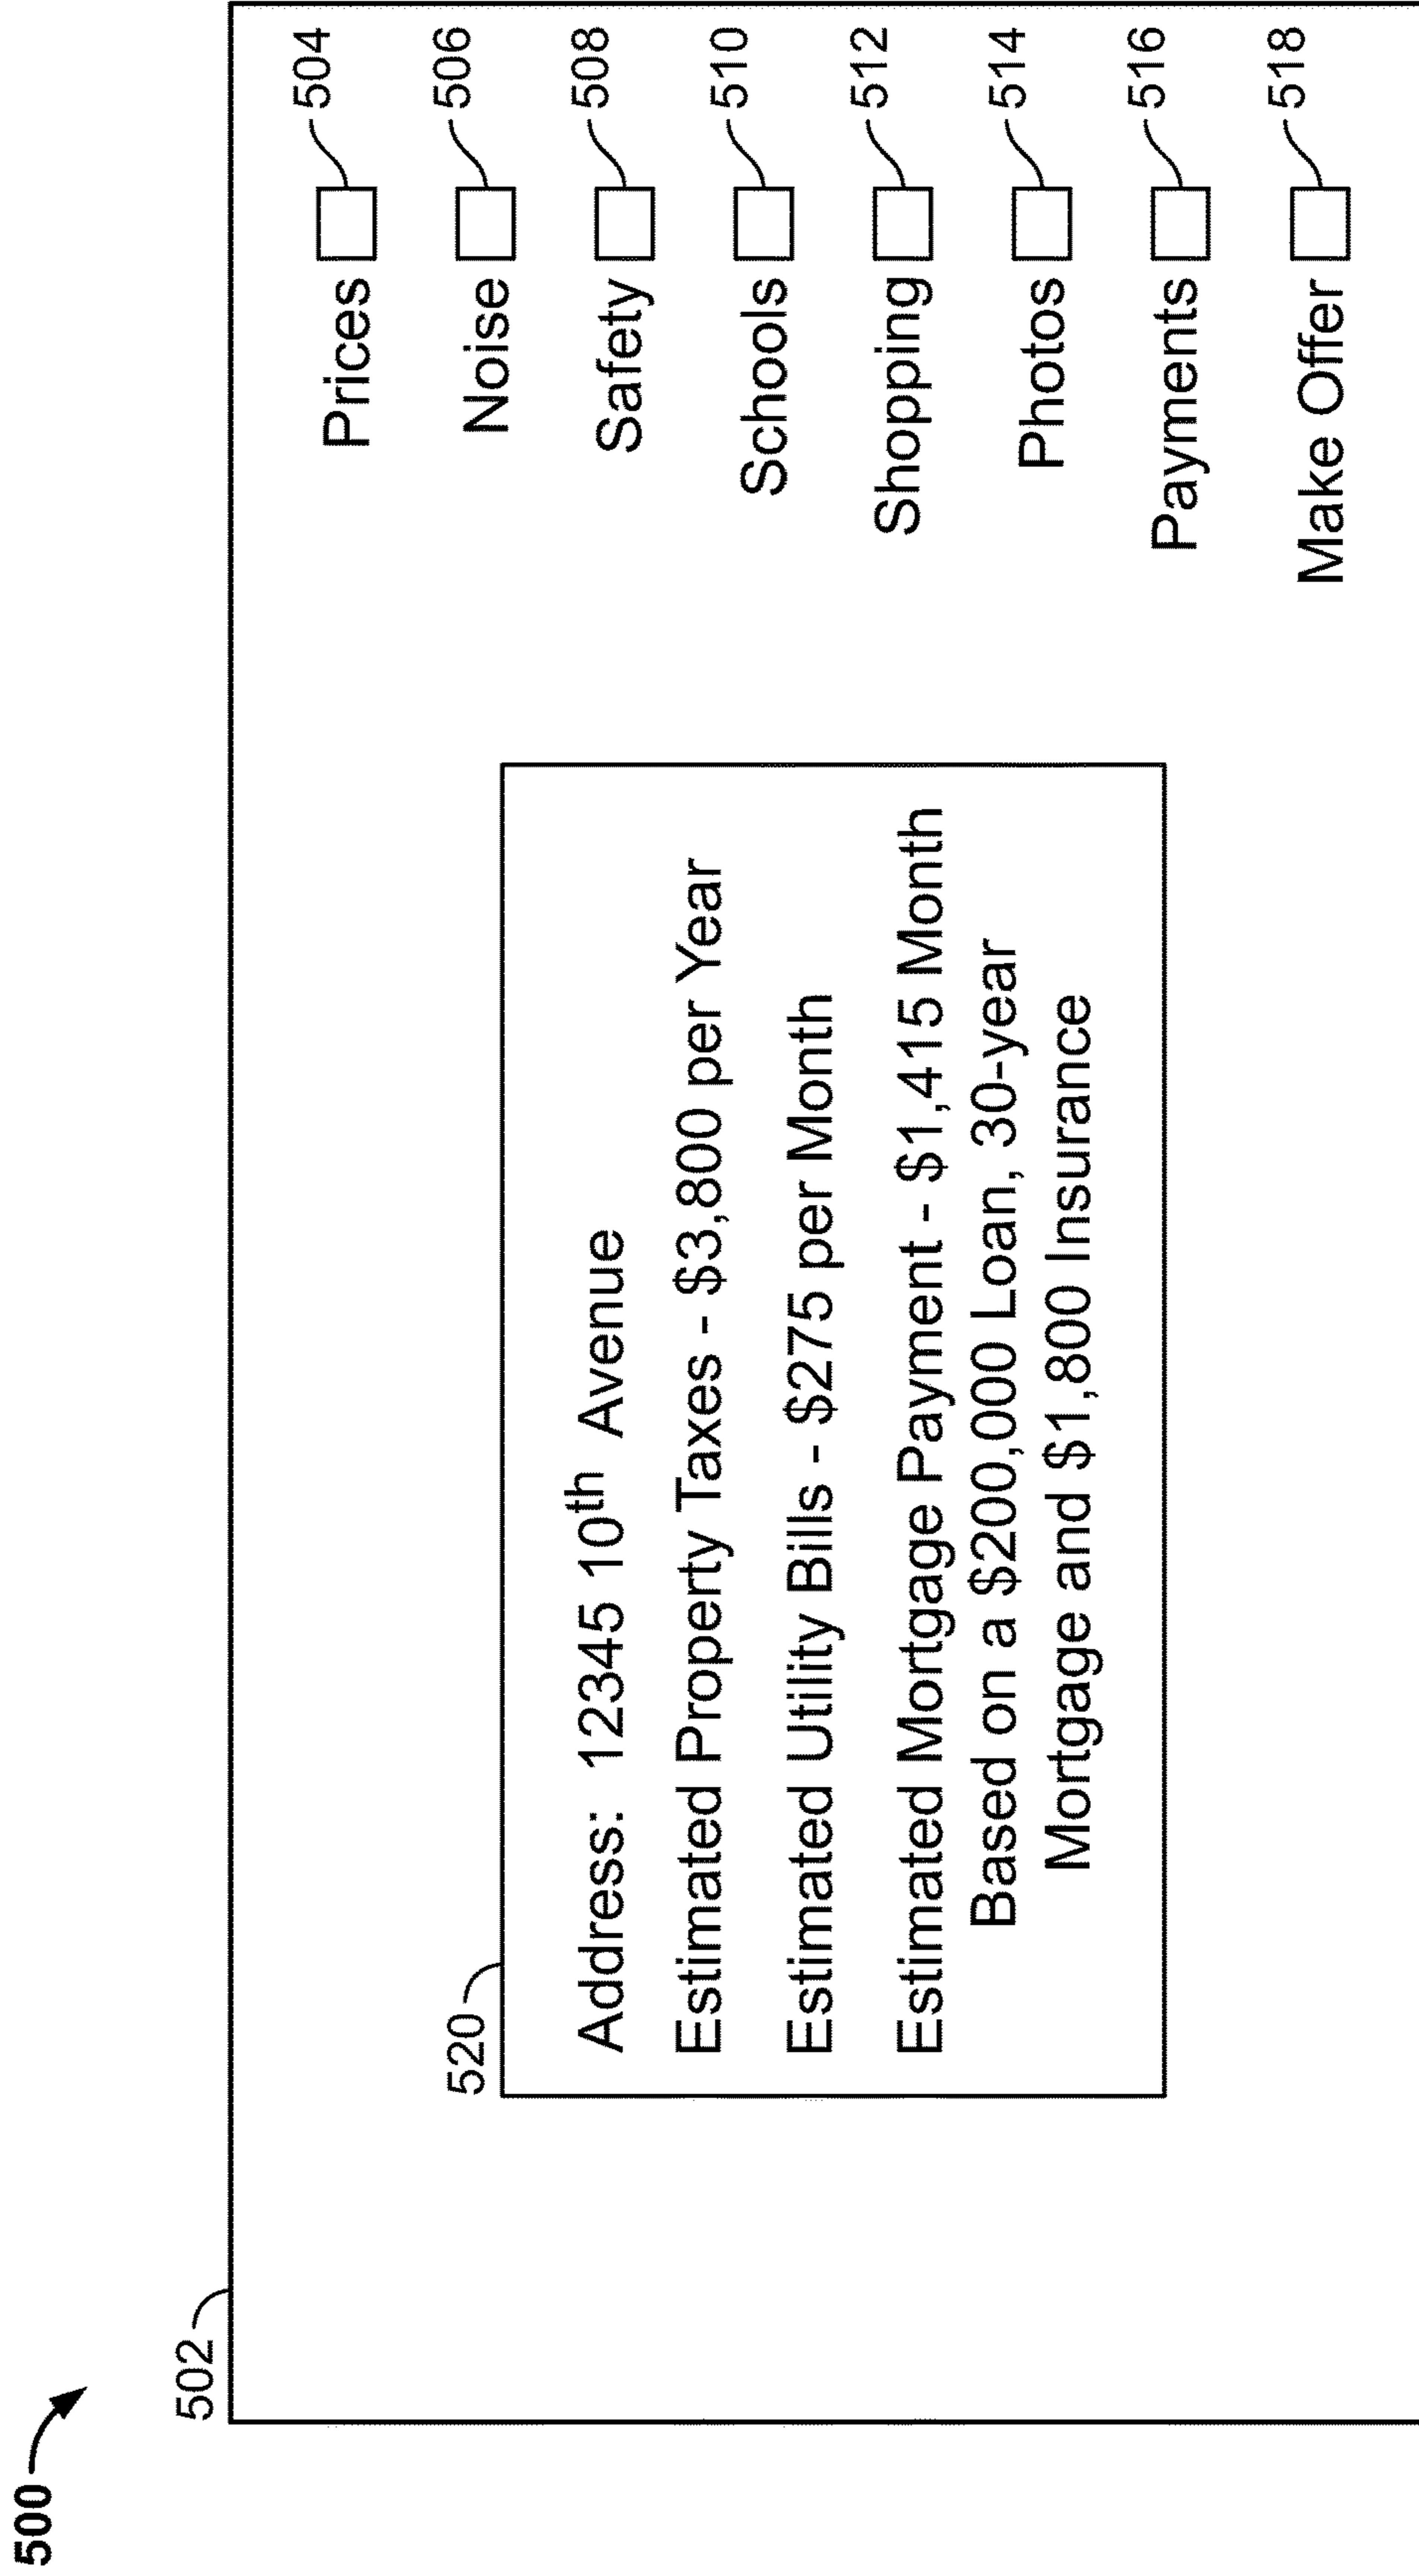 500
502
520
Address: 12345 10th Avenue
Estimated Property Taxes - $3,800 per Year
Estimated Utility Bills - $275 per Month
Estimated Mortgage Payment - $1,415 Month
Based on a $200,000 Loan, 30-year
Mortgage and $1,800 Insurance
Prices 504
Noise 506
Safety 508
Schools 510
Shopping 512
Photos 514
Payments 516
Make Offer 518